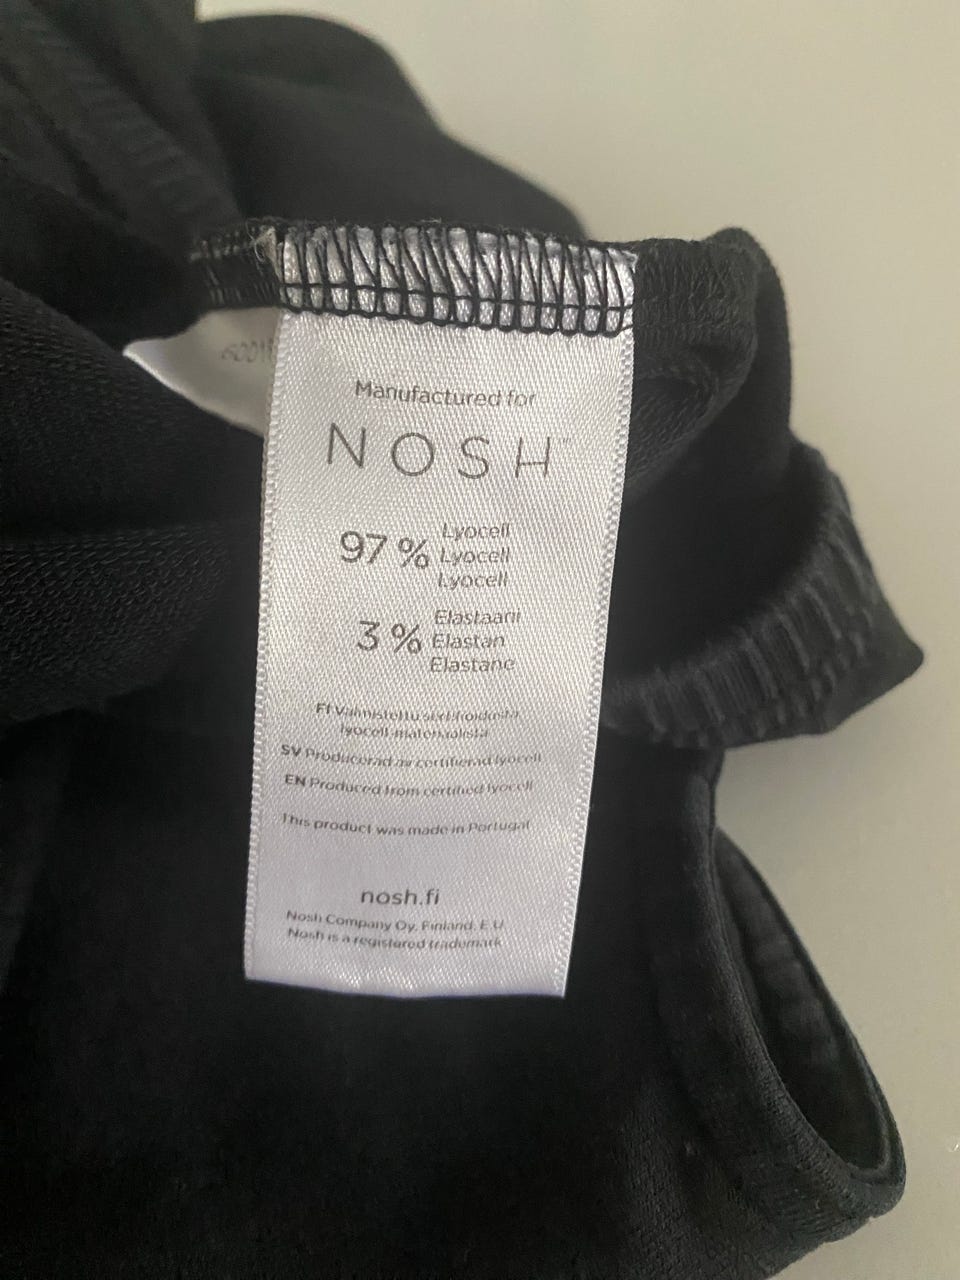 Manufactured for
NOSH™
97 % Lyocell
Lyocell
Lyocell
3 % Elastaani
Elastan
Elastane
FI Valmistettu sertifioidusta
lyocell-materiaalista
SV Producerad av certifierad lyocell
EN Produced from certified lyocell
This product was made in Portugal
nosh.fi
Nosh Company Oy, Finland, E.U.
Nosh is a registered trademark